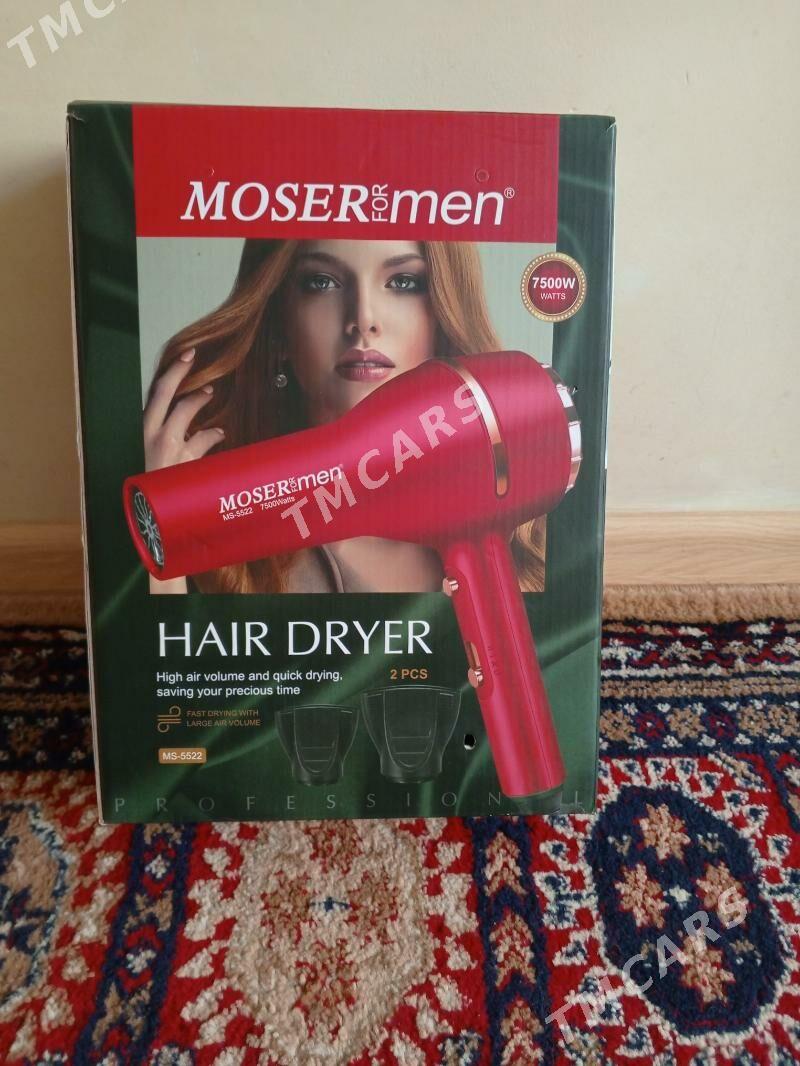 TMCARS
MOSER FOR men®
7500W
WATTS
MOSER FOR men®
MS-5522 7500Watts
TMCARS
HAIR DRYER
High air volume and quick drying,
saving your precious time
2 PCS
FAST DRYING WITH
LARGE AIR VOLUME
MS-5522
PROFESSIONAL
TMCARS